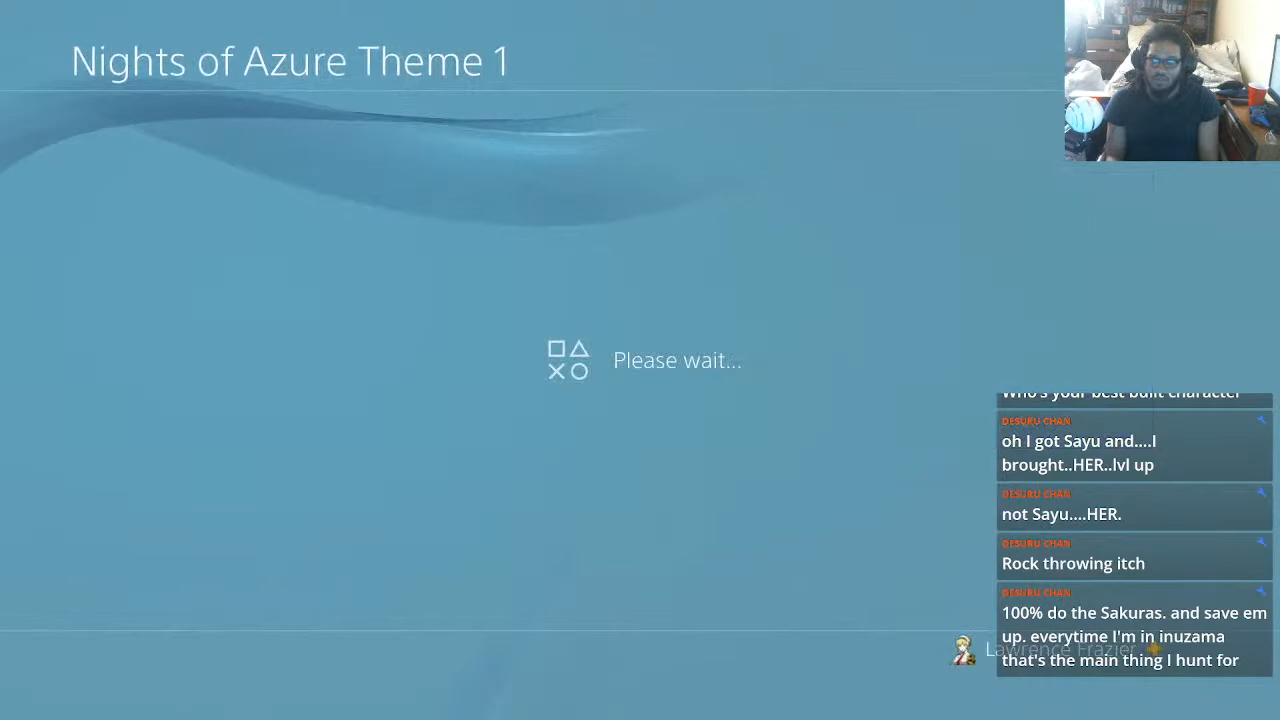 Nights of Azure Theme 1
Please wait...
Who's your best built character
DESURU CHAN
oh I got Sayu and....I
brought..HER..lvl up
DESURU CHAN
not Sayu....HER.
DESURU CHAN
Rock throwing itch
DESURU CHAN
100% do the Sakuras. and save em
up. everytime I'm in inuzama
Lawrence Frazier
that's the main thing I hunt for